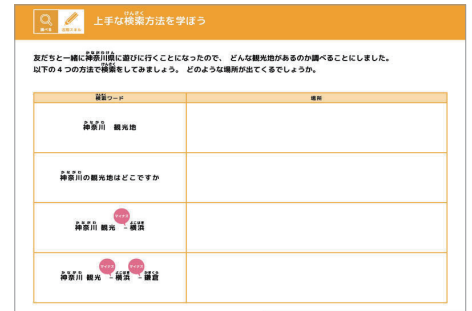 上手な検索方法を学ぼう
友だちと一緒に神奈川県に遊びに行くことになったので、どんな観光地があるのか調べることにしました。
以下の4つの方法で検索をしてみましょう。どのような場所が出てくるでしょうか。
検索ワード 場所
神奈川 観光地
神奈川の観光地はどこですか
マイナス
神奈川 観光 -横浜
マイナス マイナス
神奈川 観光 -横浜 -鎌倉